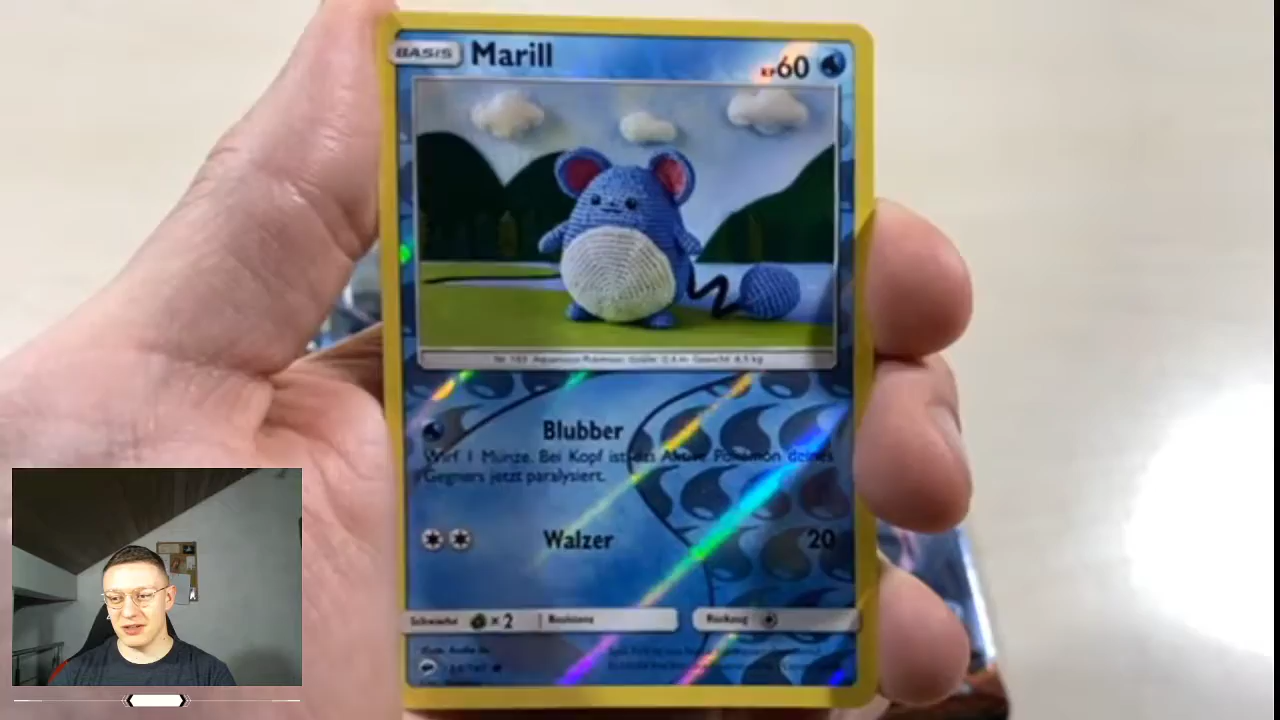 BASIS Marill KP60
Blubber
Wirf 1 Münze. Bei Kopf ist das Aktive Pokémon deines
Gegners jetzt paralysiert.
Walzer 20
Schwäche ×2 Resistenz Rückzug